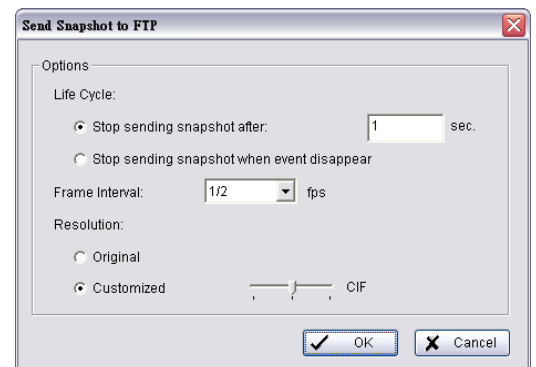 Send Snapshot to FTP
Options
Life Cycle:
Stop sending snapshot after: 1 sec.
Stop sending snapshot when event disappear
Frame Interval: 1/2 fps
Resolution:
Original
Customized CIF
OK Cancel